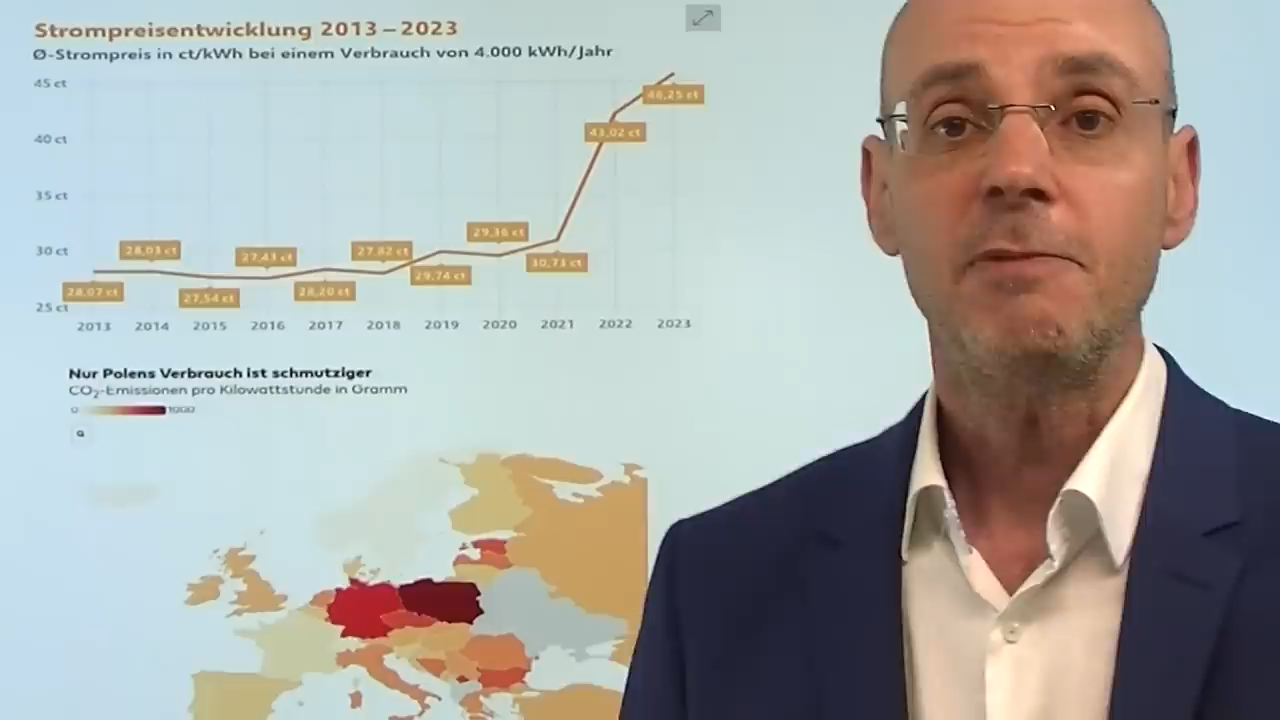 Strompreisentwicklung 2013 – 2023
Ø-Strompreis in ct/kWh bei einem Verbrauch von 4.000 kWh/Jahr
45 ct
46,25 ct
40 ct
43,02 ct
35 ct
30 ct
28,03 ct
27,43 ct
27,82 ct
29,36 ct
28,07 ct
27,54 ct
28,20 ct
29,74 ct
30,73 ct
25 ct
2013 2014 2015 2016 2017 2018 2019 2020 2021 2022 2023
Nur Polens Verbrauch ist schmutziger
CO₂-Emissionen pro Kilowattstunde in Gramm
0 1000